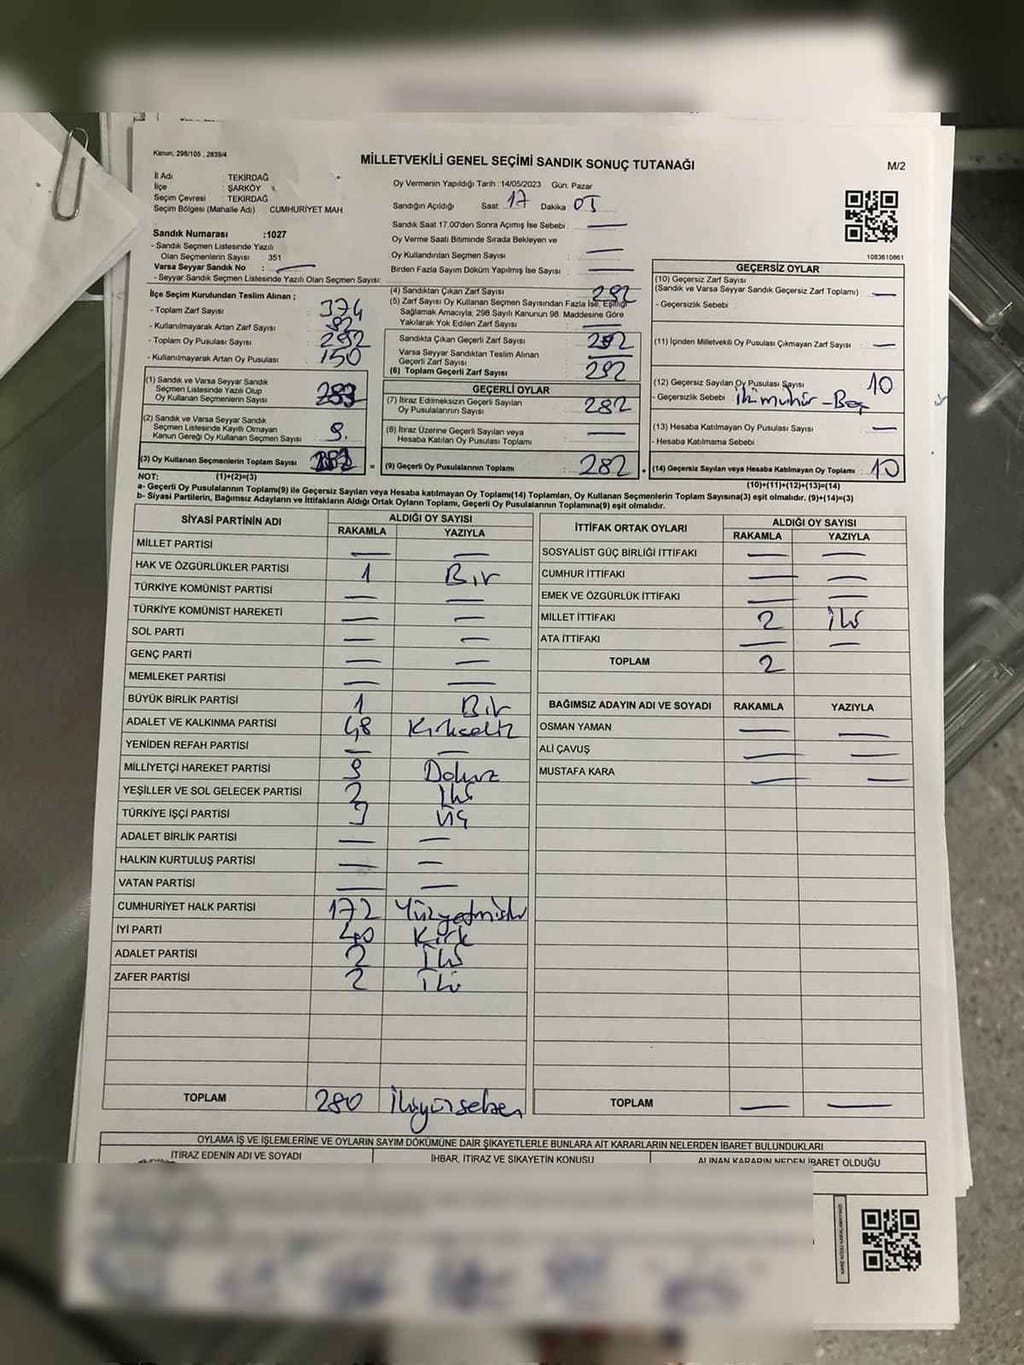 Kanun, 298/105 , 2839/4
MİLLETVEKİLİ GENEL SEÇİMİ SANDIK SONUÇ TUTANAĞI
M/2
İl Adı TEKİRDAĞ
İlçe ŞARKÖY
Seçim Çevresi TEKİRDAĞ
Seçim Bölgesi (Mahalle Adı) CUMHURİYET MAH
Oy Vermenin Yapıldığı Tarih :14/05/2023 Gün: Pazar
Sandığın Açıldığı Saat: 17 Dakika 05
Sandık Numarası :1027
- Sandık Seçmen Listesinde Yazılı
Olan Seçmenlerin Sayısı 351
Varsa Seyyar Sandık No : —
- Seyyar Sandık Seçmen Listesinde Yazılı Olan Seçmen Sayısı:
Sandık Saat 17.00'den Sonra Açımış İse Sebebi —
Oy Verme Saati Bitiminde Sırada Bekleyen ve
Oy Kullandırılan Seçmen Sayısı —
Birden Fazla Sayım Döküm Yapılmış İse Sayısı —
1083610861
İlçe Seçim Kurulundan Teslim Alınan ;
- Toplam Zarf Sayısı 374
- Kullanılmayarak Artan Zarf Sayısı
- Toplam Oy Pusulası Sayısı
- Kullanılmayarak Artan Oy Pusulası 150
(1) Sandık ve Varsa Seyyar Sandık
Seçmen Listesinde Yazılı Olup
Oy Kullanan Seçmenlerin Sayısı
(2) Sandık ve Varsa Seyyar Sandık
Seçmen Listesinde Kayıtlı Olmayan
Kanun Gereği Oy Kullanan Seçmen Sayısı 9.
(3) Oy Kullanan Seçmenlerin Toplam Sayısı
(4) Sandıktan Çıkan Zarf Sayısı 292
(5) Zarf Sayısı Oy Kullanan Seçmen Sayısından Fazla İse, Eşitliği
Sağlamak Amacıyla; 298 Sayılı Kanunun 98. Maddesine Göre
Yakılarak Yok Edilen Zarf Sayısı —
Sandıkta Çıkan Geçerli Zarf Sayısı 292
Varsa Seyyar Sandıktan Teslim Alınan
Geçerli Zarf Sayısı —
(6) Toplam Geçerli Zarf Sayısı 292
GEÇERLİ OYLAR
(7) İtiraz Edilmeksizin Geçerli Sayılan
Oy Pusulalarının Sayısı 282
(8) İtiraz Üzerine Geçerli Sayılan veya
Hesaba Katılan Oy Pusulası Toplamı —
= (9) Geçerli Oy Pusulalarının Toplamı 282
GEÇERSİZ OYLAR
(10) Geçersiz Zarf Sayısı
(Sandık ve Varsa Seyyar Sandık Geçersiz Zarf Toplamı) —
- Geçersizlik Sebebi :
(11) İçinden Milletvekili Oy Pusulası Çıkmayan Zarf Sayısı —
(12) Geçersiz Sayılan Oy Pusulası Sayısı 10
- Geçersizlik Sebebi : İki mühür - Boş
(13) Hesaba Katılmayan Oy Pusulası Sayısı —
- Hesaba Katılmama Sebebi :
+ (14) Geçersiz Sayılan veya Hesaba Katılmayan Oy Toplamı 10
NOT: (1)+(2)=(3)
(10)+(11)+(12)+(13)=(14)
a- Geçerli Oy Pusulalarının Toplamı(9) ile Geçersiz Sayılan veya Hesaba katılmayan Oy Toplamı(14) Toplamları, Oy Kullanan Seçmenlerin Toplam Sayısına(3) eşit olmalıdır. (9)+(14)=(3)
b- Siyasi Partilerin, Bağımsız Adayların ve İttifakların Aldığı Ortak Oyların Toplamı, Geçerli Oy Pusulalarının Toplamına(9) eşit olmalıdır.
SİYASİ PARTİNİN ADI ALDIĞI OY SAYISI
RAKAMLA YAZIYLA
MİLLET PARTİSİ — —
HAK VE ÖZGÜRLÜKLER PARTİSİ 1 Bir
TÜRKİYE KOMÜNİST PARTİSİ — —
TÜRKİYE KOMÜNİST HAREKETİ — —
SOL PARTİ — —
GENÇ PARTİ — —
MEMLEKET PARTİSİ — —
BÜYÜK BİRLİK PARTİSİ 1 Bir
ADALET VE KALKINMA PARTİSİ 48 Kırksekiz
YENİDEN REFAH PARTİSİ — —
MİLLİYETÇİ HAREKET PARTİSİ 9 Dokuz
YEŞİLLER VE SOL GELECEK PARTİSİ 2 İki
TÜRKİYE İŞÇİ PARTİSİ 3 Üç
ADALET BİRLİK PARTİSİ — —
HALKIN KURTULUŞ PARTİSİ — —
VATAN PARTİSİ — —
CUMHURİYET HALK PARTİSİ 172 Yüzyetmişiki
İYİ PARTİ 40 Kırk
ADALET PARTİSİ 2 İki
ZAFER PARTİSİ 2 İki
TOPLAM 280 İkiyüzseksen
İTTİFAK ORTAK OYLARI ALDIĞI OY SAYISI
RAKAMLA YAZIYLA
SOSYALİST GÜÇ BİRLİĞİ İTTİFAKI — —
CUMHUR İTTİFAKI — —
EMEK VE ÖZGÜRLÜK İTTİFAKI — —
MİLLET İTTİFAKI 2 İki
ATA İTTİFAKI — —
TOPLAM 2
BAĞIMSIZ ADAYIN ADI VE SOYADI RAKAMLA YAZIYLA
OSMAN YAMAN — —
ALİ ÇAVUŞ — —
MUSTAFA KARA — —
TOPLAM — —
OYLAMA İŞ VE İŞLEMLERİNE VE OYLARIN SAYIM DÖKÜMÜNE DAİR ŞİKAYETLERLE BUNLARA AİT KARARLARIN NELERDEN İBARET BULUNDUKLARI
İTİRAZ EDENİN ADI VE SOYADI İHBAR, İTİRAZ VE ŞİKAYETİN KONUSU ALINAN KARARIN NEDEN İBARET OLDUĞU